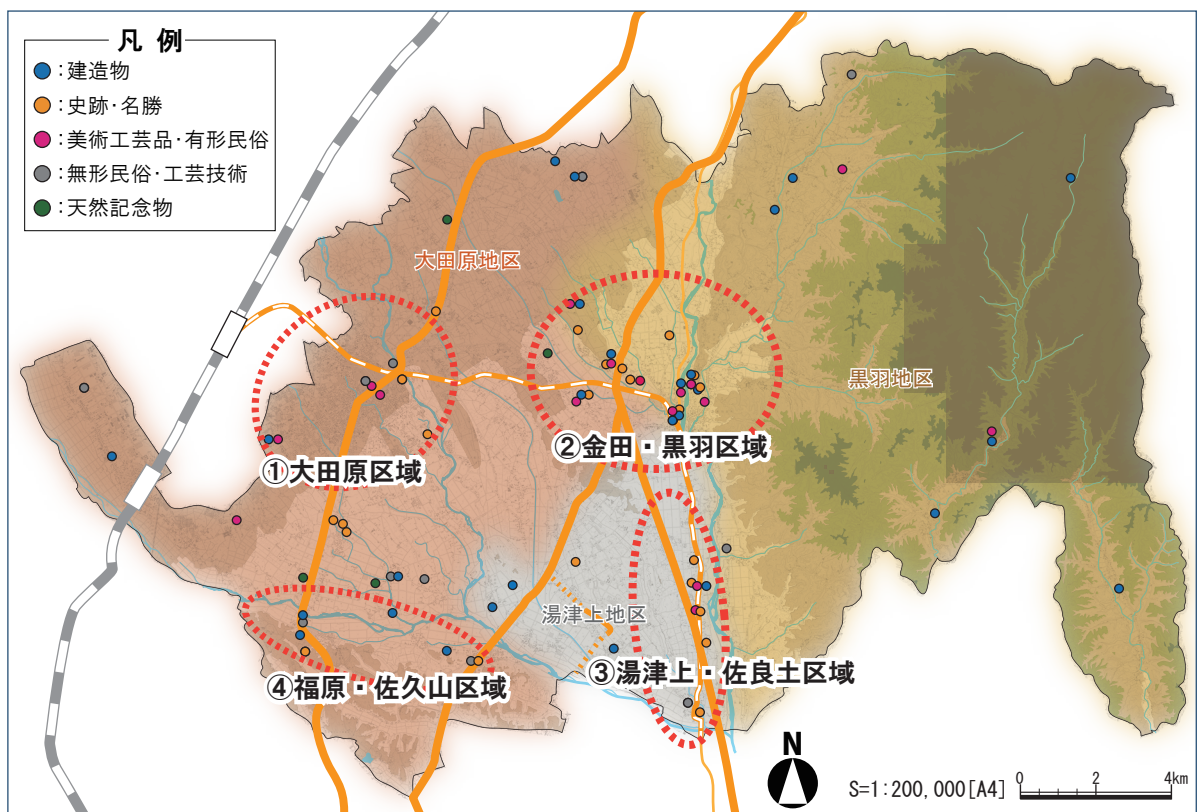 凡 例
：建造物
：史跡・名勝
：美術工芸品・有形民俗
：無形民俗・工芸技術
：天然記念物
大田原地区
黒羽地区
②金田・黒羽区域
①大田原区域
湯津上地区
③湯津上・佐良土区域
④福原・佐久山区域
N
S=1:200,000[A4]
0 2 4km